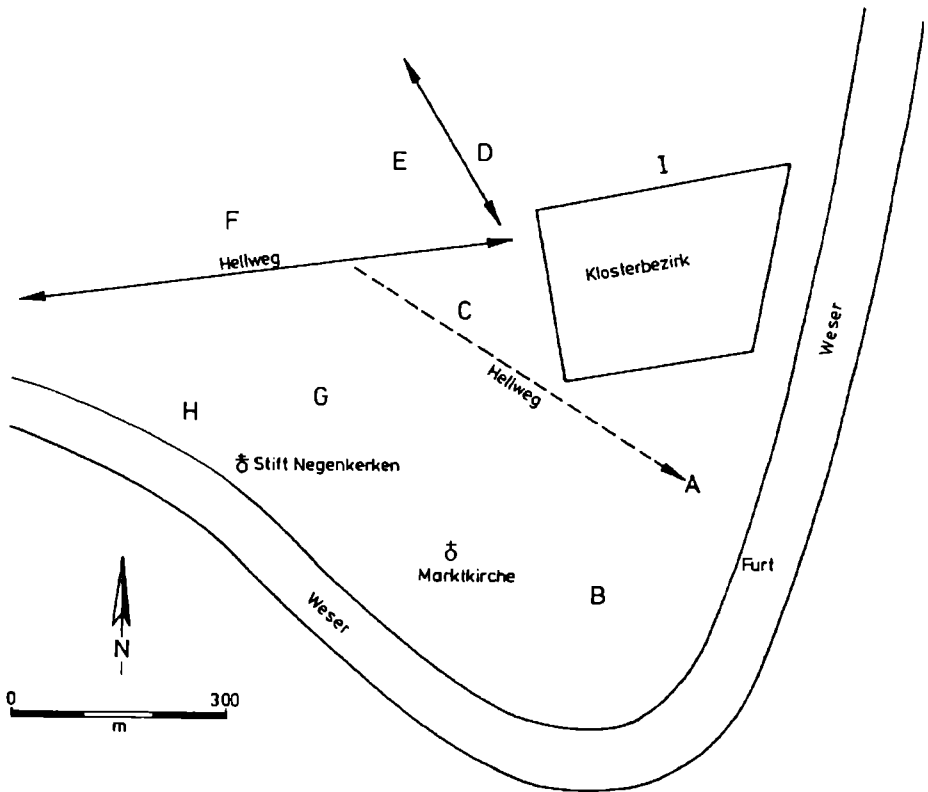 E
D
I
F
Hellweg
Klosterbezirk
C
Weser
Hellweg
H
G
Stift Negenkerken
A
Marktkirche
Furt
B
Weser
N
0 300
m